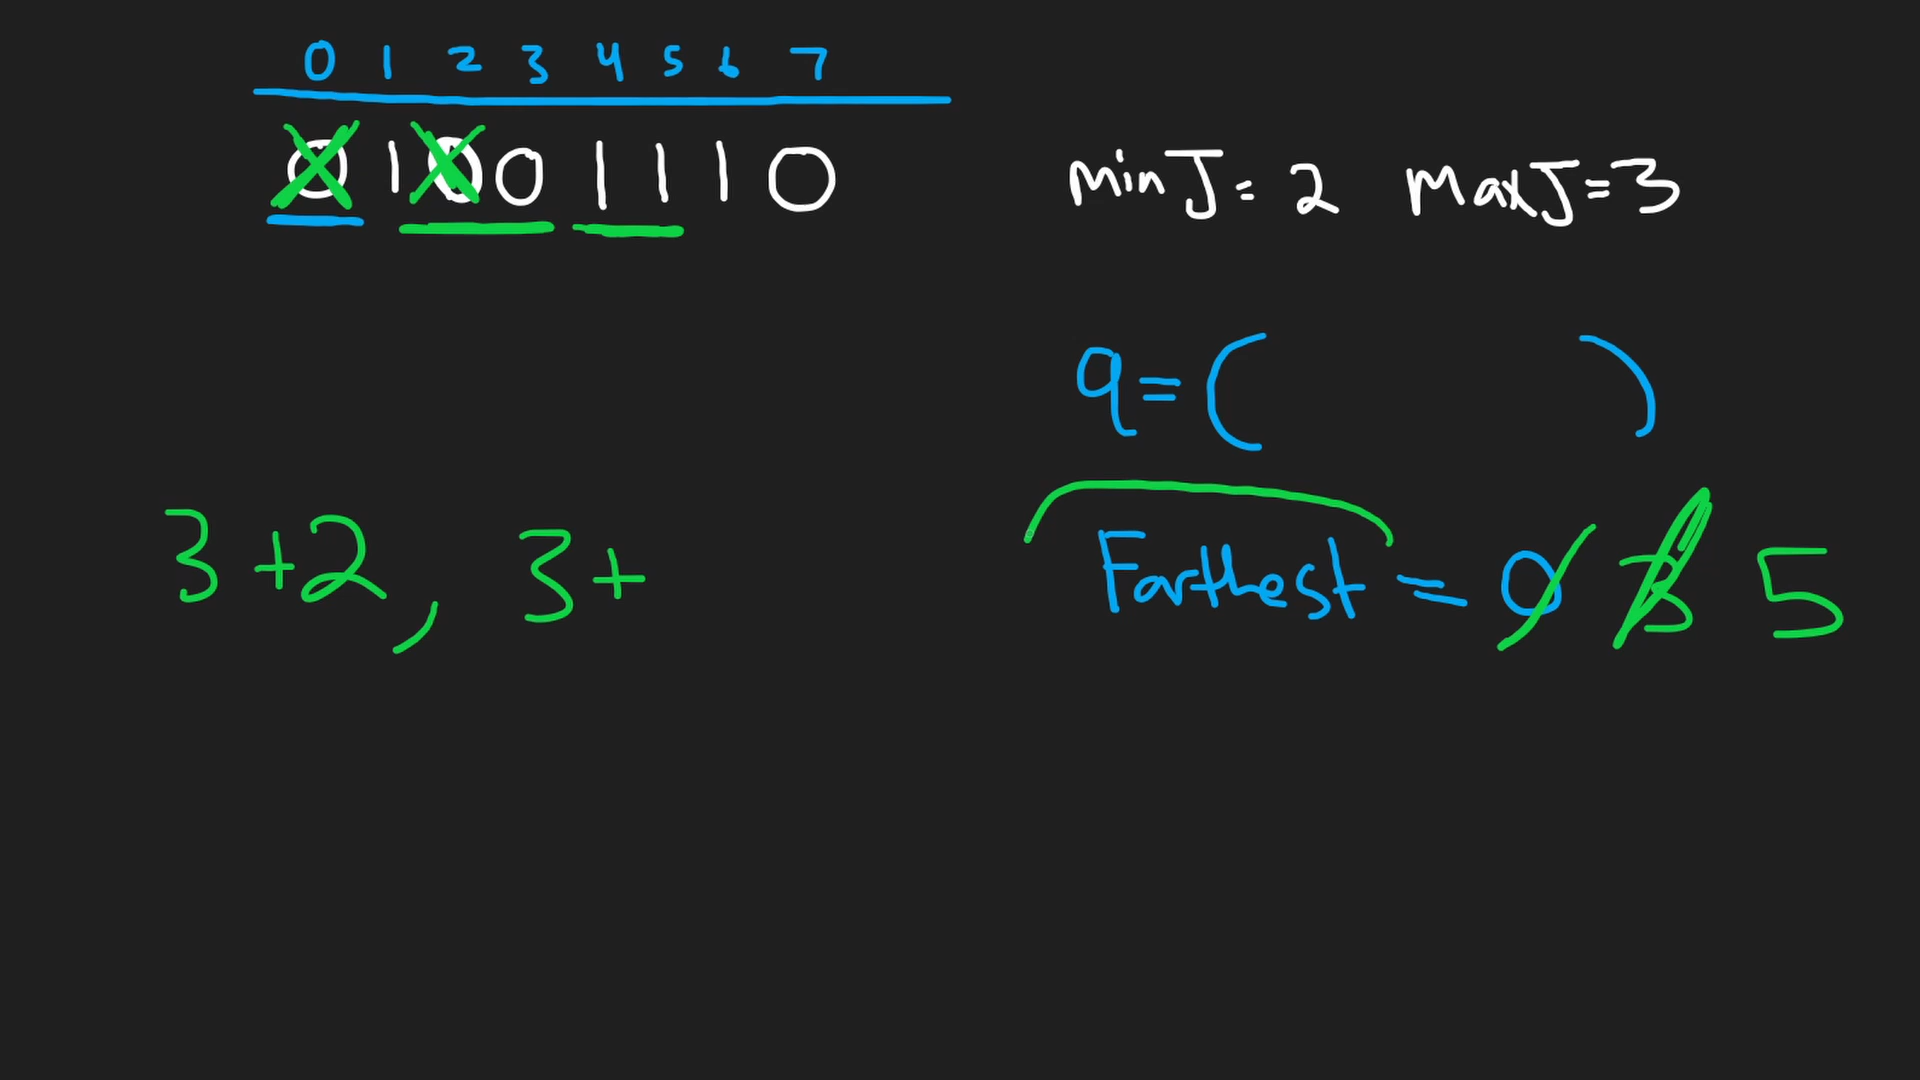 0 1 2 3 4 5 6 7
0 1 0 0 1 1 1 0
minJ = 2 maxJ=3
q=( )
3+2, 3+
Farthest = 0 3 5